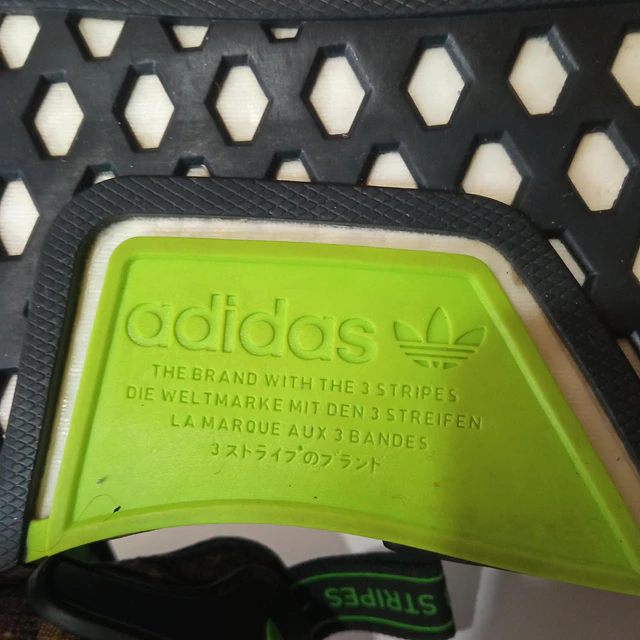 adidas
THE BRAND WITH THE 3 STRIPES
DIE WELTMARKE MIT DEN 3 STREIFEN
LA MARQUE AUX 3 BANDES
3ストライプのブランド
STRIPES